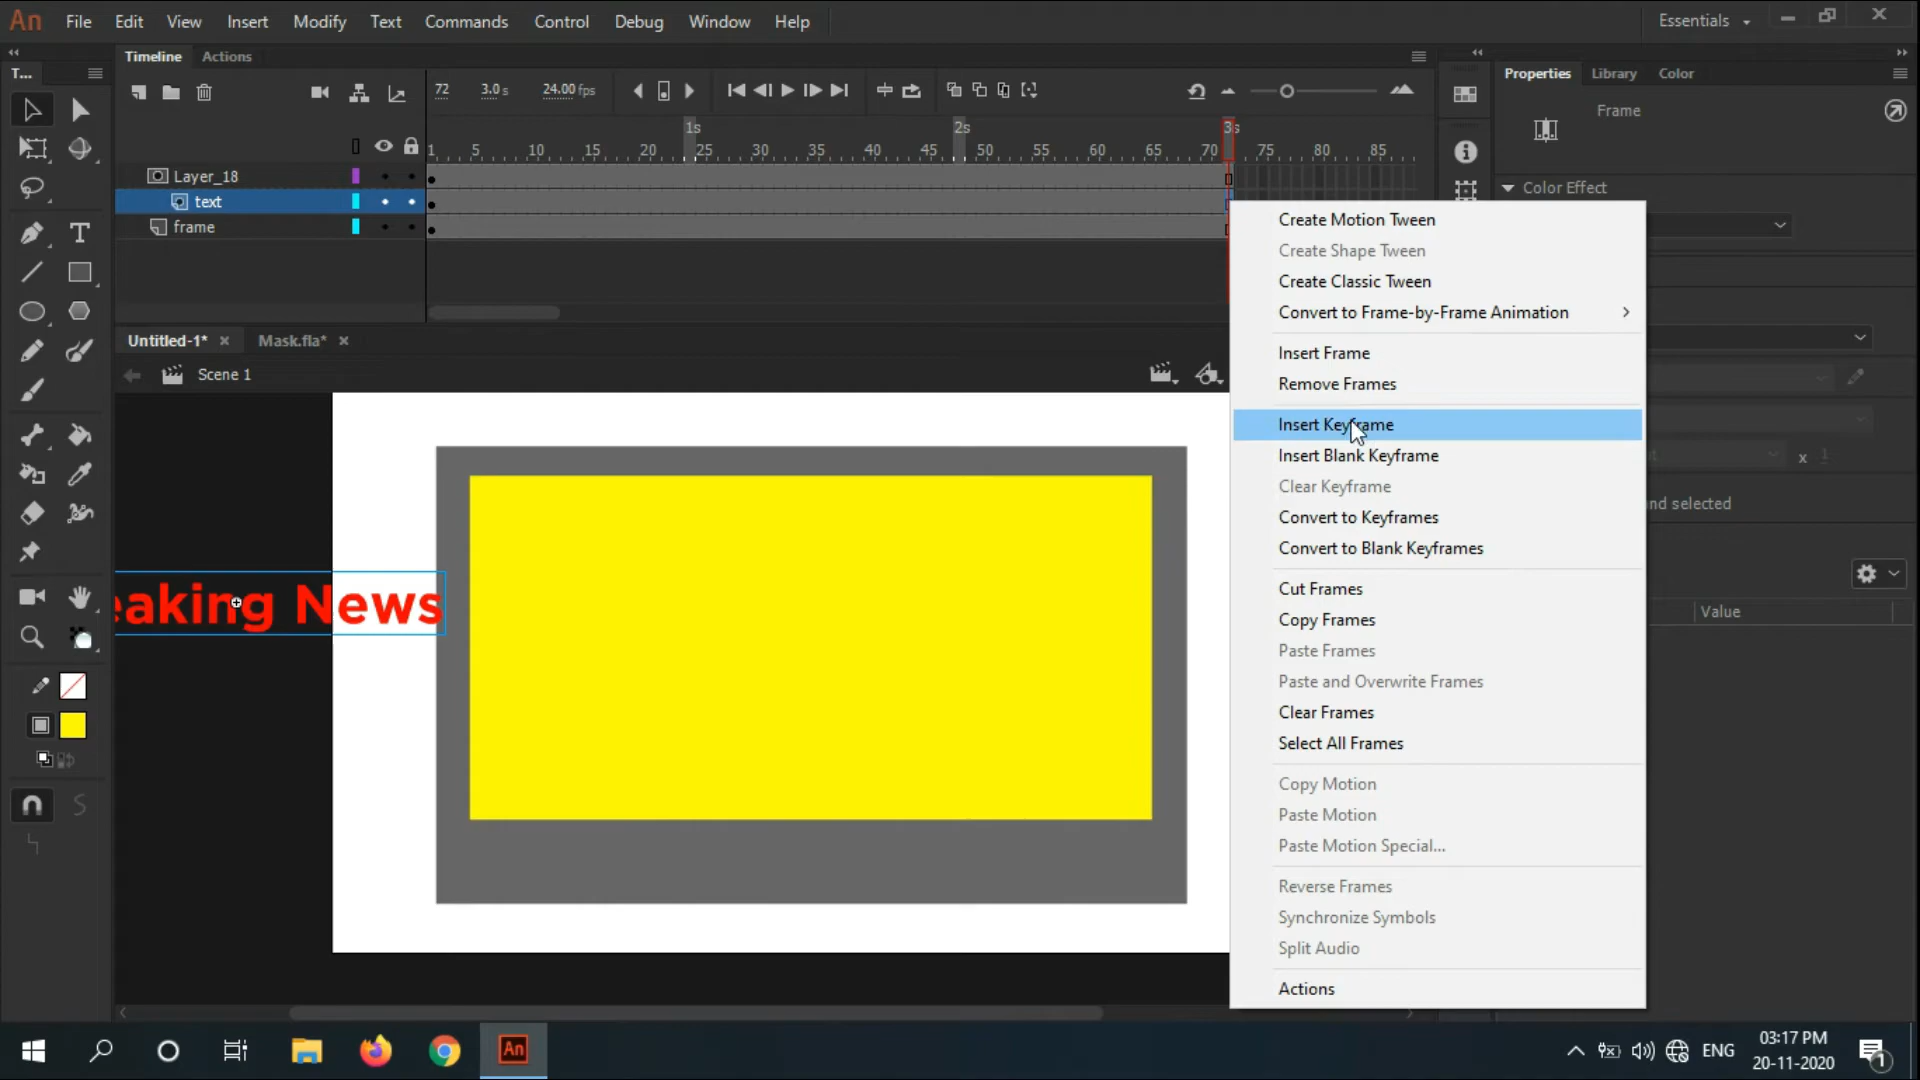 An File Edit View Insert Modify Text Commands Control Debug Window Help Essentials
Timeline Actions
T...
Properties Library Color
72 3.0 s 24.00 fps
Frame
1s 2s 3s
1 5 10 15 20 25 30 35 40 45 50 55 60 65 70 75 80 85
Layer_18
text
frame
Color Effect
Create Motion Tween
Create Shape Tween
Create Classic Tween
Convert to Frame-by-Frame Animation
Untitled-1* Mask.fla*
Insert Frame
Scene 1
Remove Frames
Insert Keyframe
Insert Blank Keyframe
x 1
Clear Keyframe
nd selected
Convert to Keyframes
Convert to Blank Keyframes
Cut Frames
eaking News
Value
Copy Frames
Paste Frames
Paste and Overwrite Frames
Clear Frames
Select All Frames
Copy Motion
Paste Motion
Paste Motion Special...
Reverse Frames
Synchronize Symbols
Split Audio
Actions
An
ENG
03:17 PM
20-11-2020
1